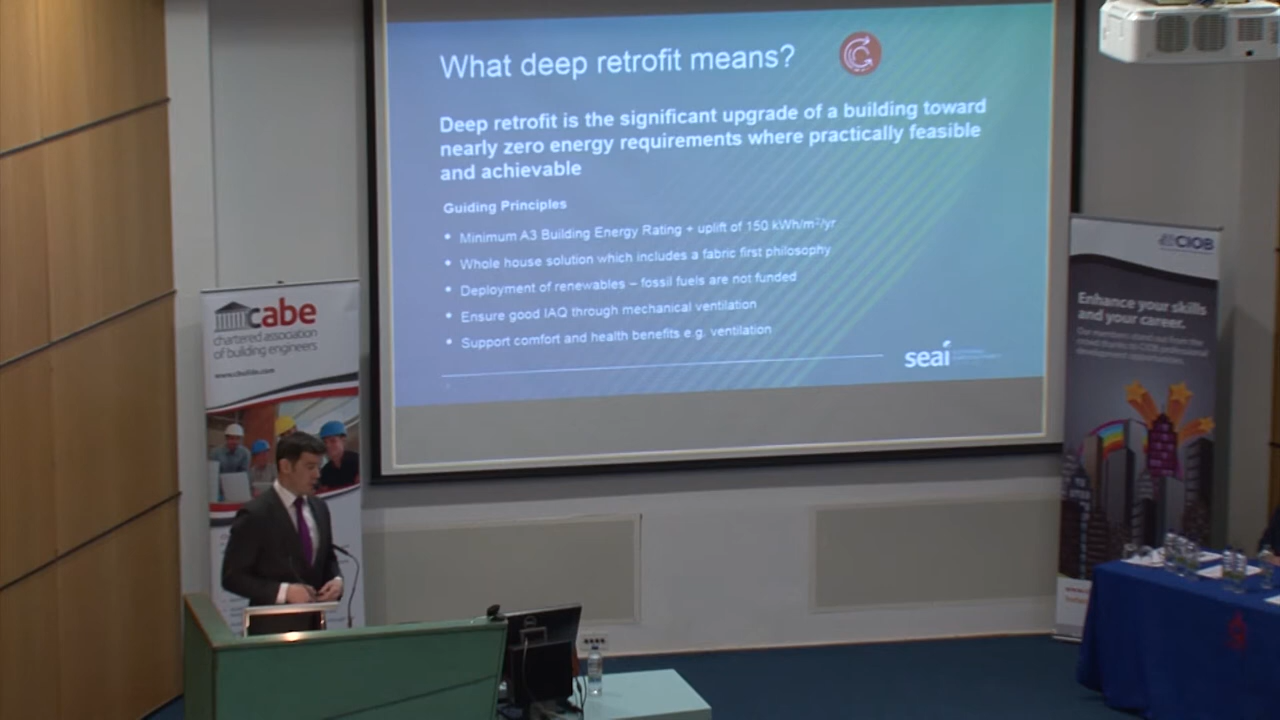 What deep retrofit means?
Deep retrofit is the significant upgrade of a building toward
nearly zero energy requirements where practically feasible
and achievable
Guiding Principles
• Minimum A3 Building Energy Rating + uplift of 150 kWh/m²/yr
• Whole house solution which includes a fabric first philosophy
• Deployment of renewables – fossil fuels are not funded
• Ensure good IAQ through mechanical ventilation
• Support comfort and health benefits e.g. ventilation
seai
cabe
chartered association
of building engineers
CIOB
Enhance your skills
and your career.